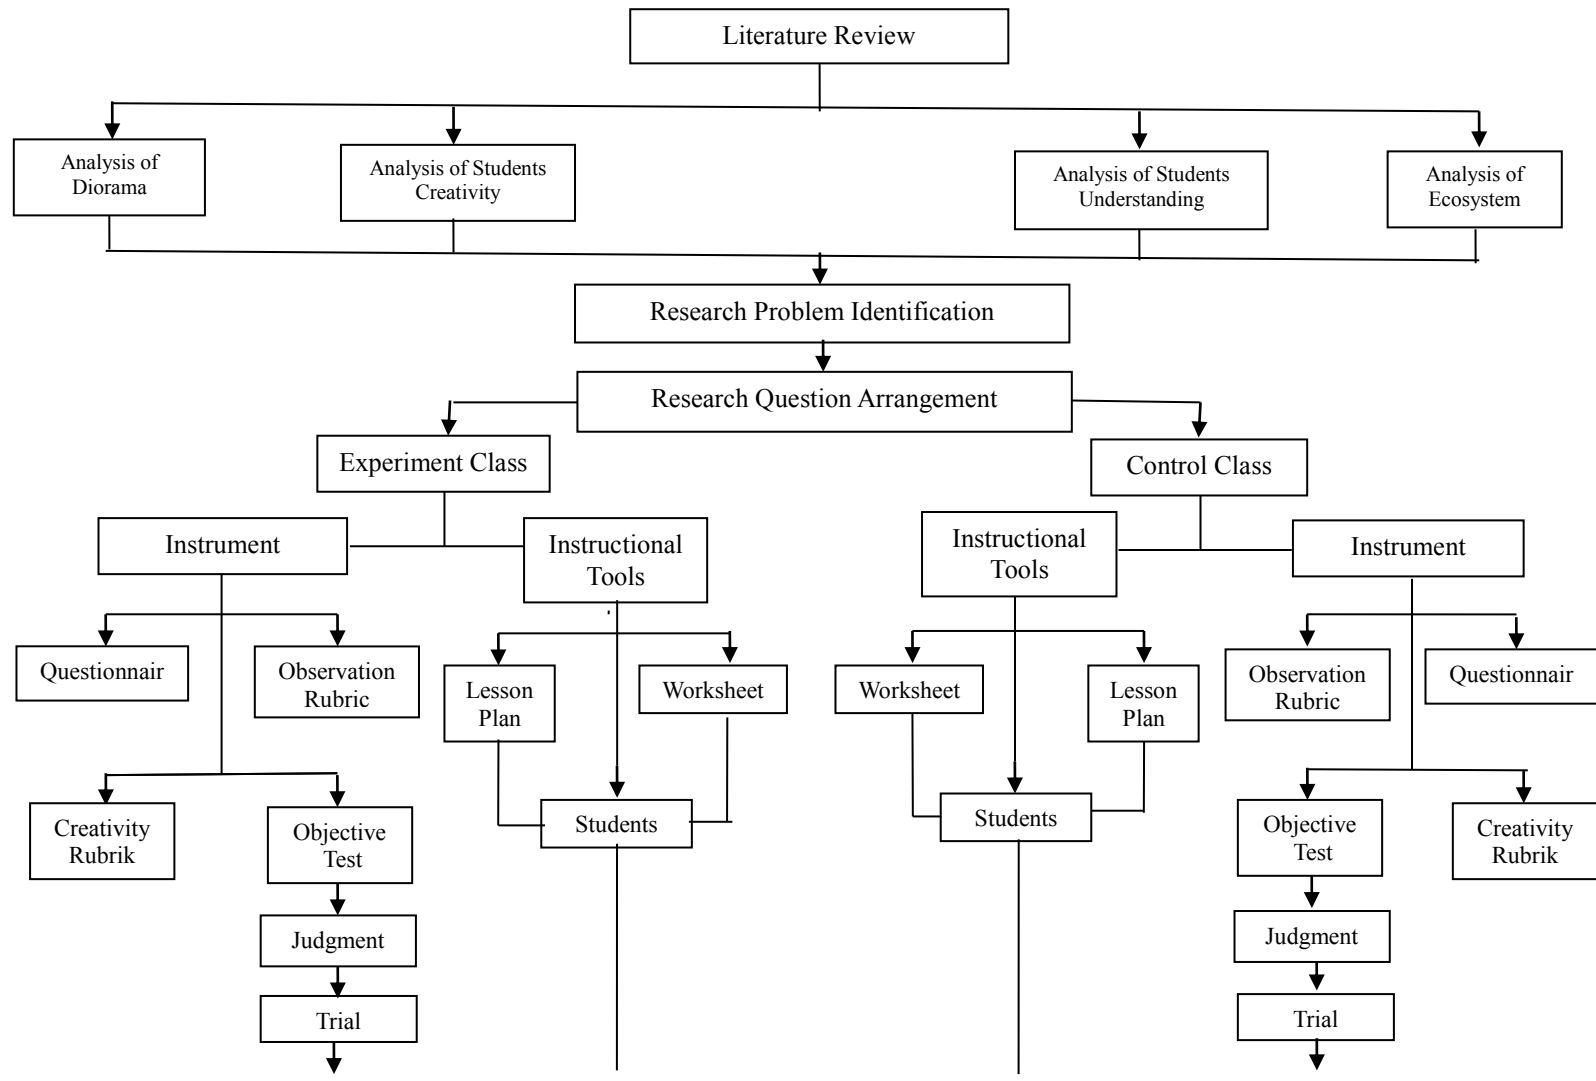 Literature Review
Analysis of
Diorama
Analysis of Students
Creativity
Analysis of Students
Understanding
Analysis of
Ecosystem
Research Problem Identification
Research Question Arrangement
Experiment Class
Control Class
Instrument
Instructional
Tools
Instructional
Tools
Instrument
Questionnair
Observation
Rubric
Lesson
Plan
Worksheet
Worksheet
Lesson
Plan
Observation
Rubric
Questionnair
Creativity
Rubrik
Objective
Test
Students
Students
Objective
Test
Creativity
Rubrik
Judgment
Judgment
Trial
Trial